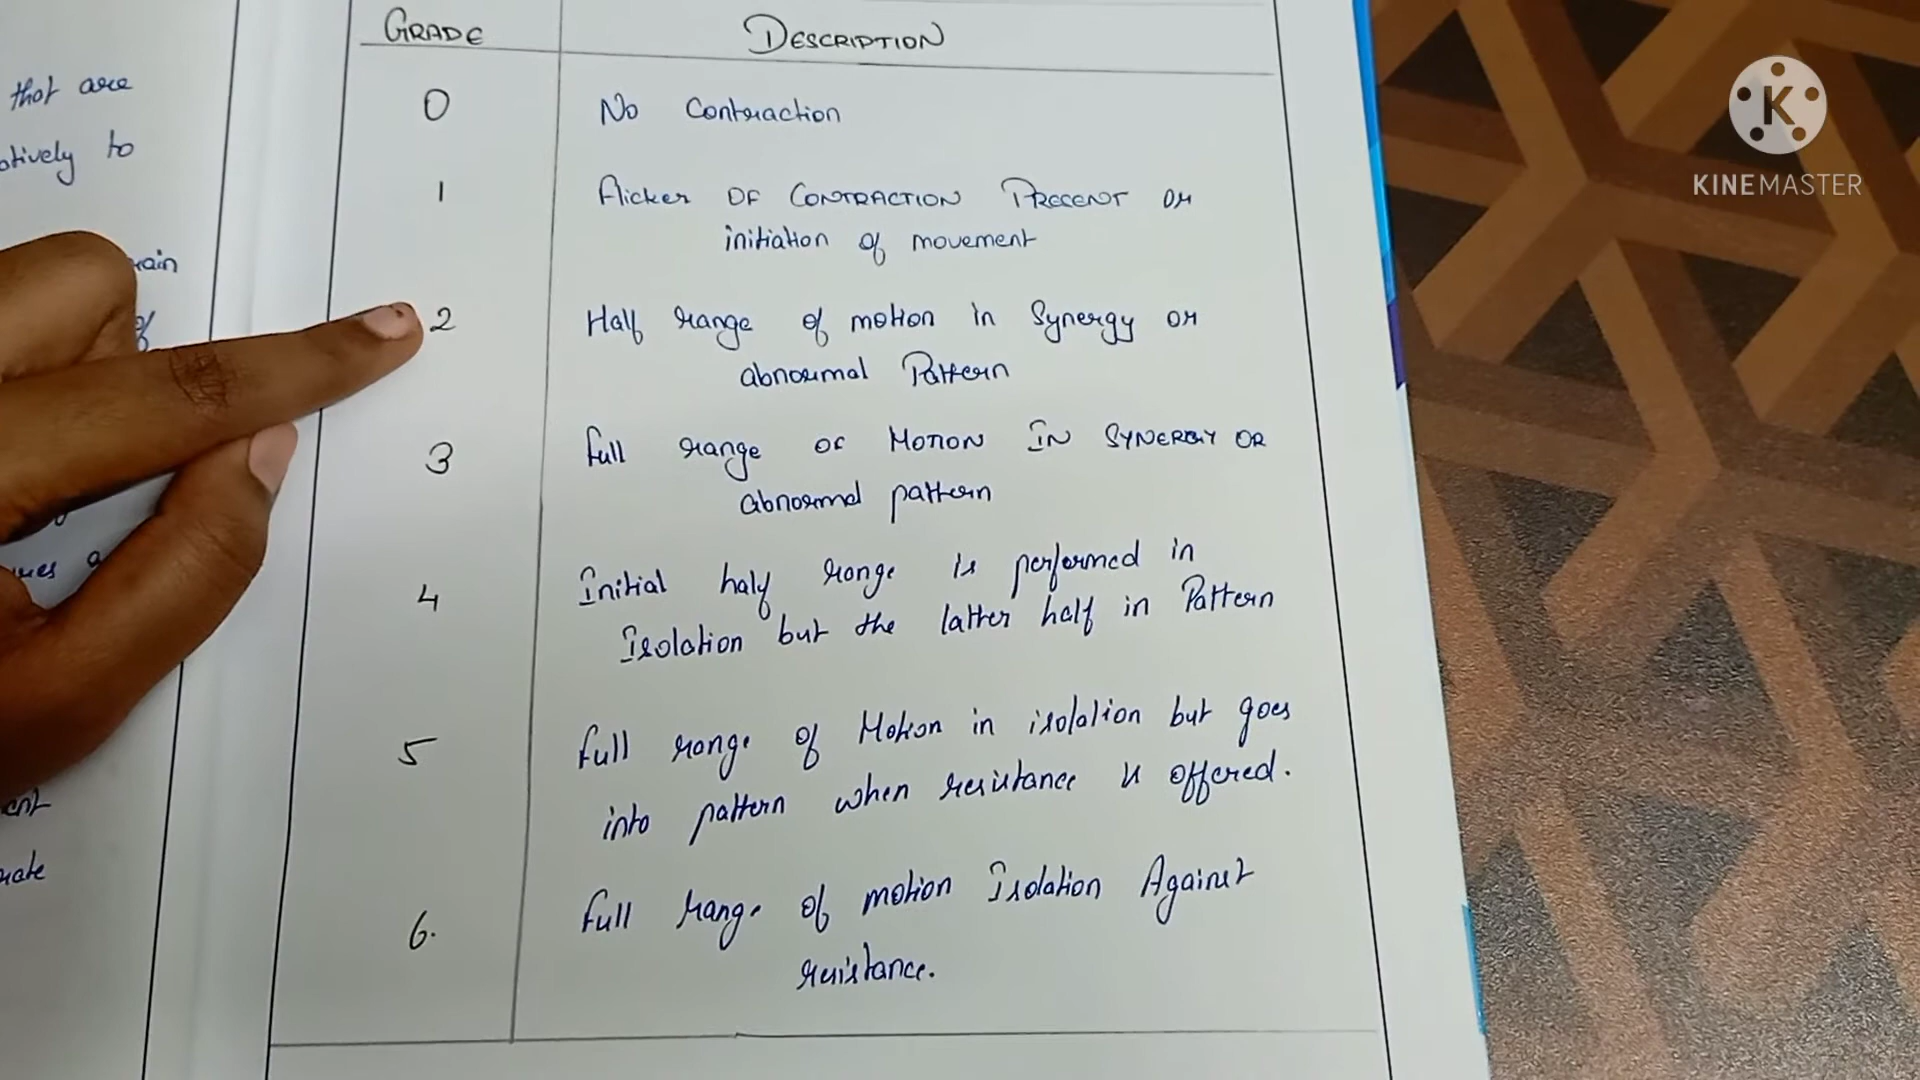 that are
to
GRADE DESCRIPTION
0 No Contraction
1 Flicker OF CONTRACTION PRECENT or
initiation of movement
2 Half range of motion in Synergy or
abnormal Pattern
3 full range OF MOTION IN SYNERGY OR
abnormal pattern
4 Initial half range is performed in
Isolation but the latter half in Pattern
5 full range of Motion in isolation but goes
into pattern when resistance is offered.
6. full range of motion Isolation Against
resistance.
KINEMASTER